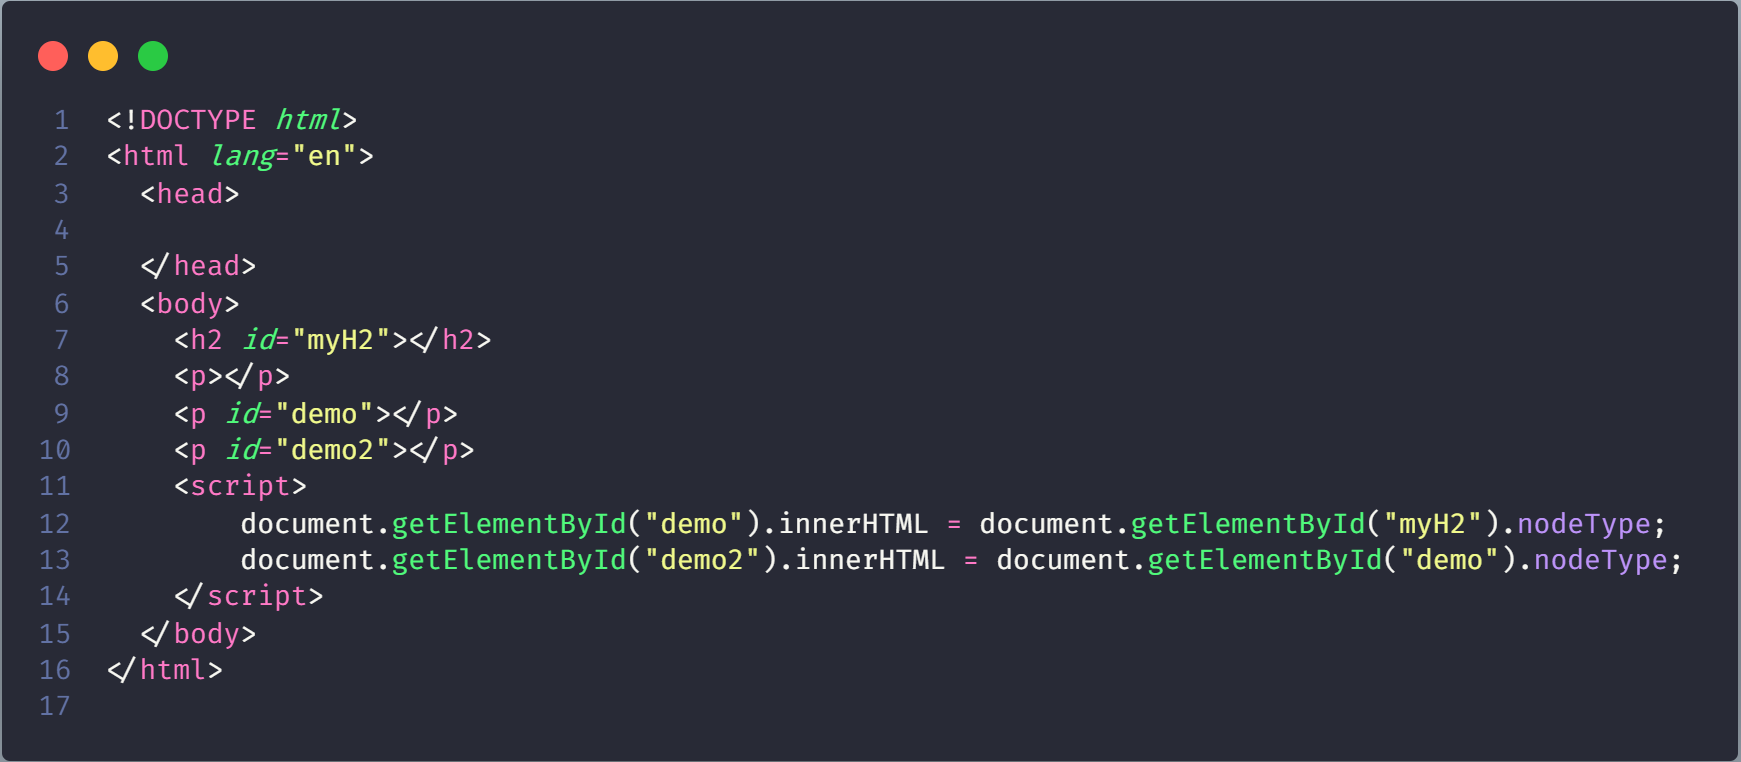 1 <!DOCTYPE html>
2 <html lang="en">
3   <head>
4
5   </head>
6   <body>
7     <h2 id="myH2"></h2>
8     <p></p>
9     <p id="demo"></p>
10     <p id="demo2"></p>
11     <script>
12         document.getElementById("demo").innerHTML = document.getElementById("myH2").nodeType;
13         document.getElementById("demo2").innerHTML = document.getElementById("demo").nodeType;
14     </script>
15   </body>
16 </html>
17